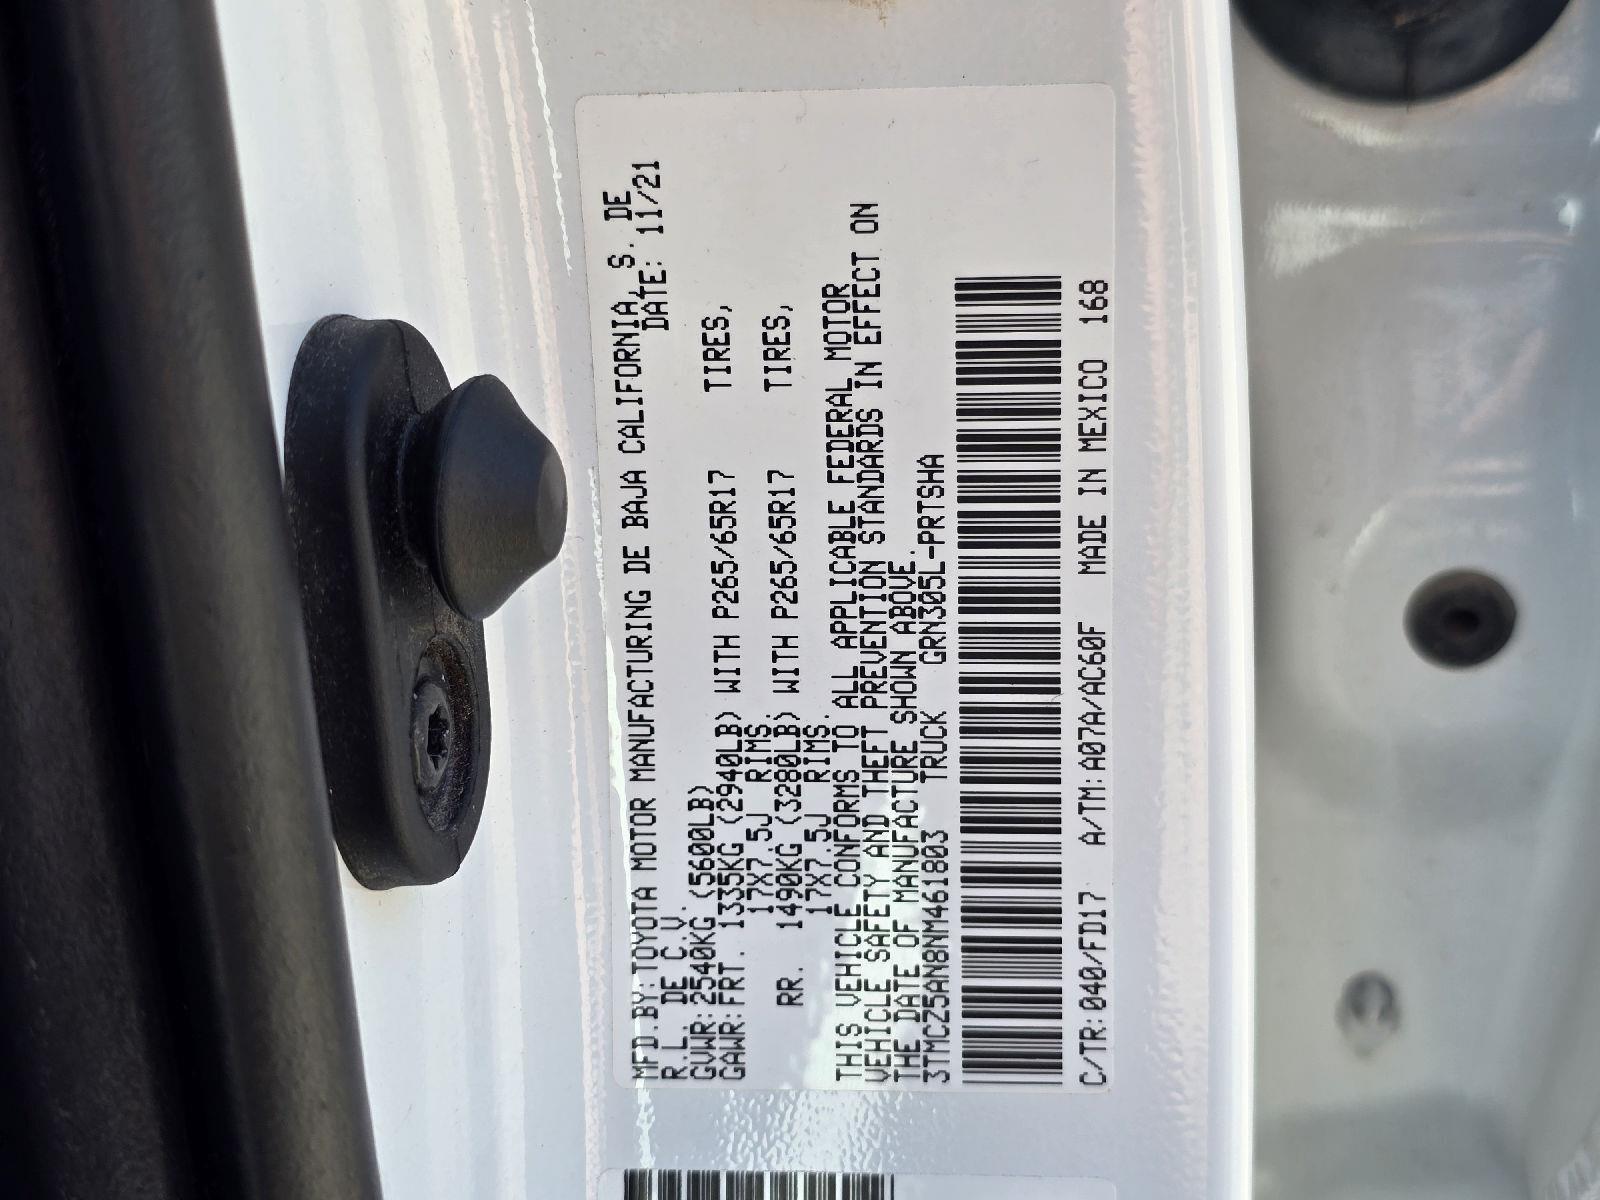 MFD.BY:TOYOTA MOTOR MANUFACTURING DE BAJA CALIFORNIA, S. DE
R.L. DE C.V. DATE: 11/21
GVWR:2540KG (5600LB)
GAWR:FRT. 1335KG (2940LB) WITH P265/65R17 TIRES,
17X7.5J RIMS.
RR. 1490KG (3280LB) WITH P265/65R17 TIRES,
17X7.5J RIMS.
THIS VEHICLE CONFORMS TO ALL APPLICABLE FEDERAL MOTOR
VEHICLE SAFETY AND THEFT PREVENTION STANDARDS IN EFFECT ON
THE DATE OF MANUFACTURE SHOWN ABOVE.
3TMCZ5AN8NM461803 TRUCK GRN305L-PRTSHA
C/TR:040/FD17 A/TM:A07A/AC60F MADE IN MEXICO 168